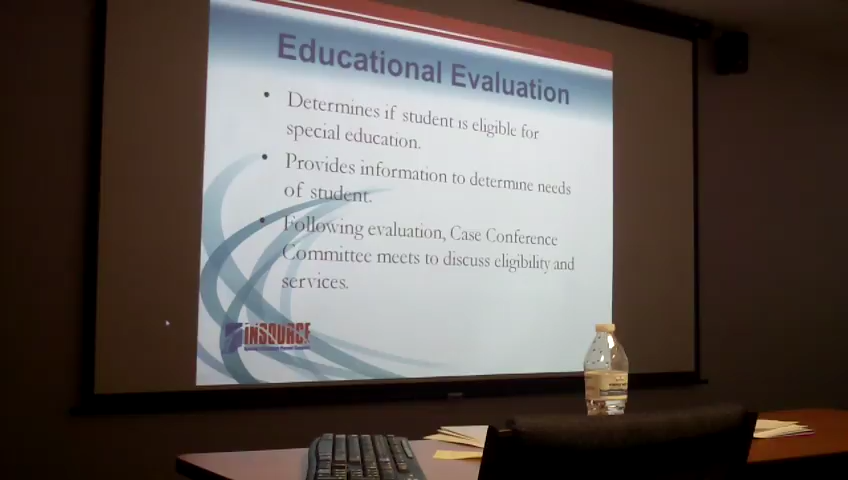 Educational Evaluation
• Determines if student is eligible for
special education.
• Provides information to determine needs
of student.
• Following evaluation, Case Conference
Committee meets to discuss eligibility and
services.
INSOURCE